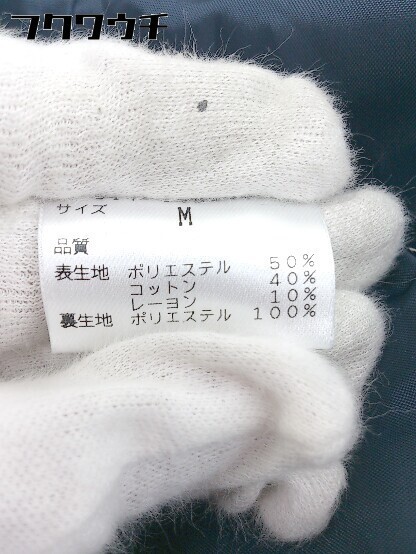 フクウウチ
サイズ M
品質
表生地 ポリエステル 50%
コットン 40%
レーヨン 10%
裏生地 ポリエステル 100%